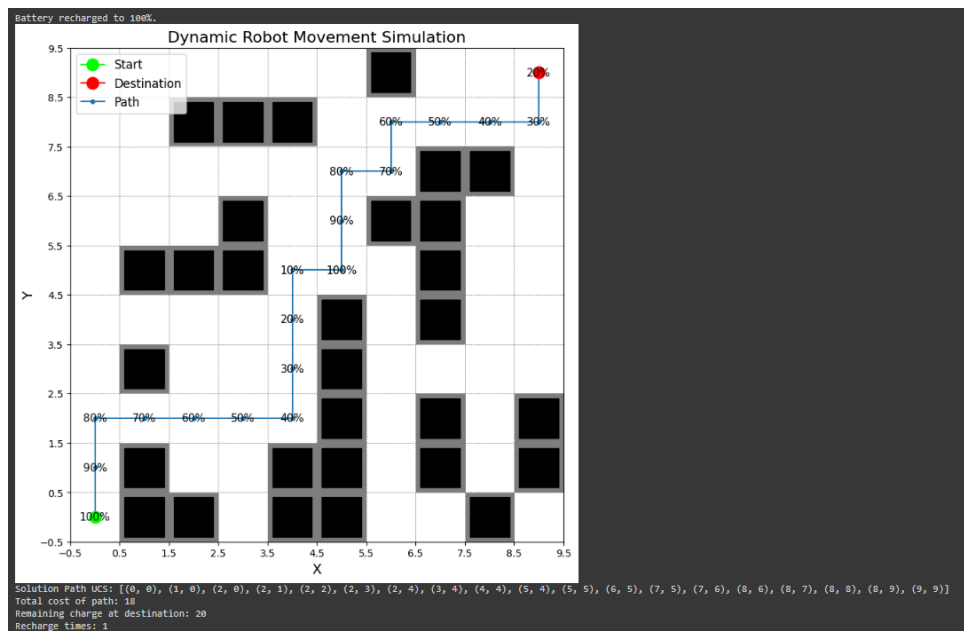 Battery recharged to 100%.
Dynamic Robot Movement Simulation
Start
Destination
Path
9.5
8.5
7.5
6.5
5.5
4.5
3.5
2.5
1.5
0.5
−0.5
Y
20%
60% 50% 40% 30%
80% 70%
90%
10% 100%
20%
30%
80% 70% 60% 50% 40%
90%
100%
−0.5 0.5 1.5 2.5 3.5 4.5 5.5 6.5 7.5 8.5 9.5
X
Solution Path UCS: [(0, 0), (1, 0), (2, 0), (2, 1), (2, 2), (2, 3), (2, 4), (3, 4), (4, 4), (5, 4), (5, 5), (6, 5), (7, 5), (7, 6), (8, 6), (8, 7), (8, 8), (8, 9), (9, 9)]
Total cost of path: 18
Remaining charge at destination: 20
Recharge times: 1